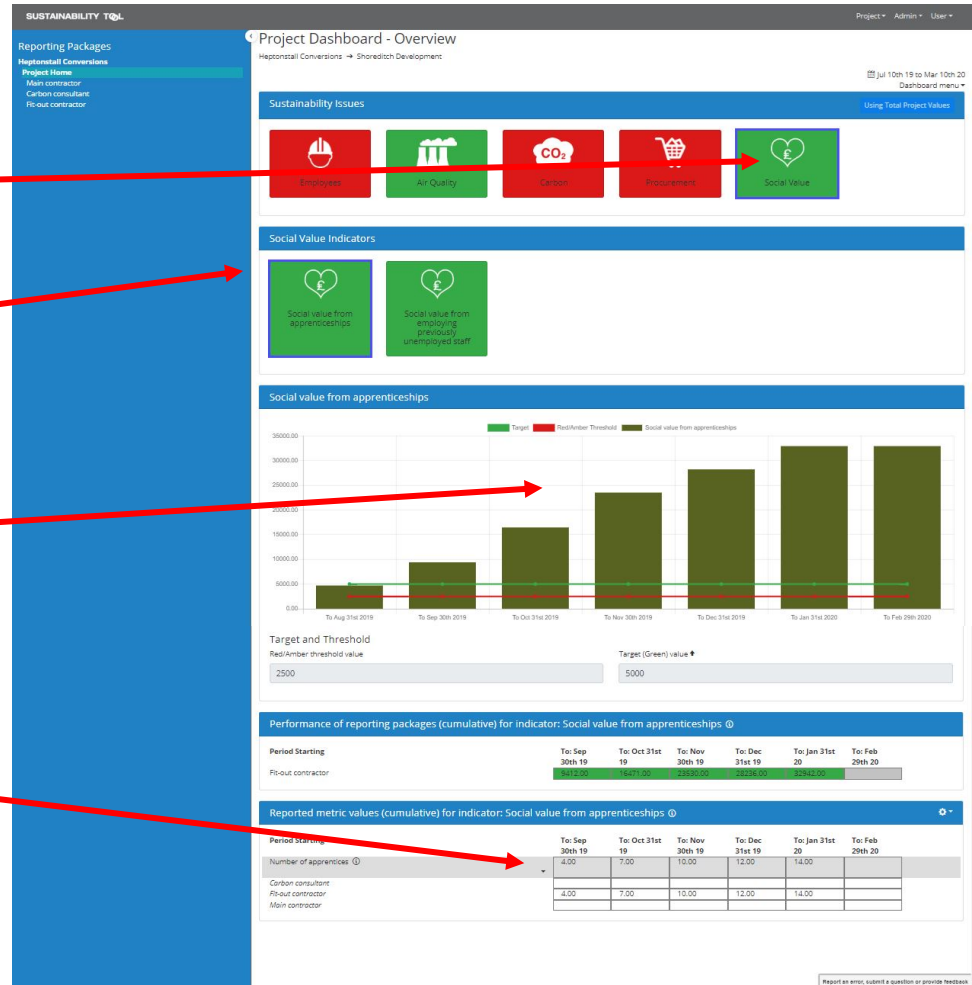 SUSTAINABILITY TOOL
Project Admin User
Reporting Packages
Heptonstall Conversions
Project Home
Main contractor
Carbon consultant
Fit-out contractor
Project Dashboard - Overview
Heptonstall Conversions → Shoreditch Development
Jul 10th 19 to Mar 10th 20
Dashboard menu
Sustainability Issues
Using Total Project Values
CO₂
£
Employees Air Quality Carbon Procurement Social Value
Social Value Indicators
£ £
Social value from
apprenticeships
Social value from
employing
previously
unemployed staff
Social value from apprenticeships
Target Red/Amber Threshold Social value from apprenticeships
35000.00
30000.00
25000.00
20000.00
15000.00
10000.00
5000.00
0.00
To Aug 31st 2019 To Sep 30th 2019 To Oct 31st 2019 To Nov 30th 2019 To Dec 31st 2019 To Jan 31st 2020 To Feb 29th 2020
Target and Threshold
Red/Amber threshold value Target (Green) value
2500 5000
Performance of reporting packages (cumulative) for indicator: Social value from apprenticeships
Period Starting To: Sep 30th 19 To: Oct 31st 19 To: Nov 30th 19 To: Dec 31st 19 To: Jan 31st 20 To: Feb 29th 20
Fit-out contractor 9412.00 16471.00 23530.00 28236.00 32942.00
Reported metric values (cumulative) for indicator: Social value from apprenticeships
Period Starting To: Sep 30th 19 To: Oct 31st 19 To: Nov 30th 19 To: Dec 31st 19 To: Jan 31st 20 To: Feb 29th 20
Number of apprentices 4.00 7.00 10.00 12.00 14.00
Carbon consultant
Fit-out contractor 4.00 7.00 10.00 12.00 14.00
Main contractor
Report an error, submit a question or provide feedback